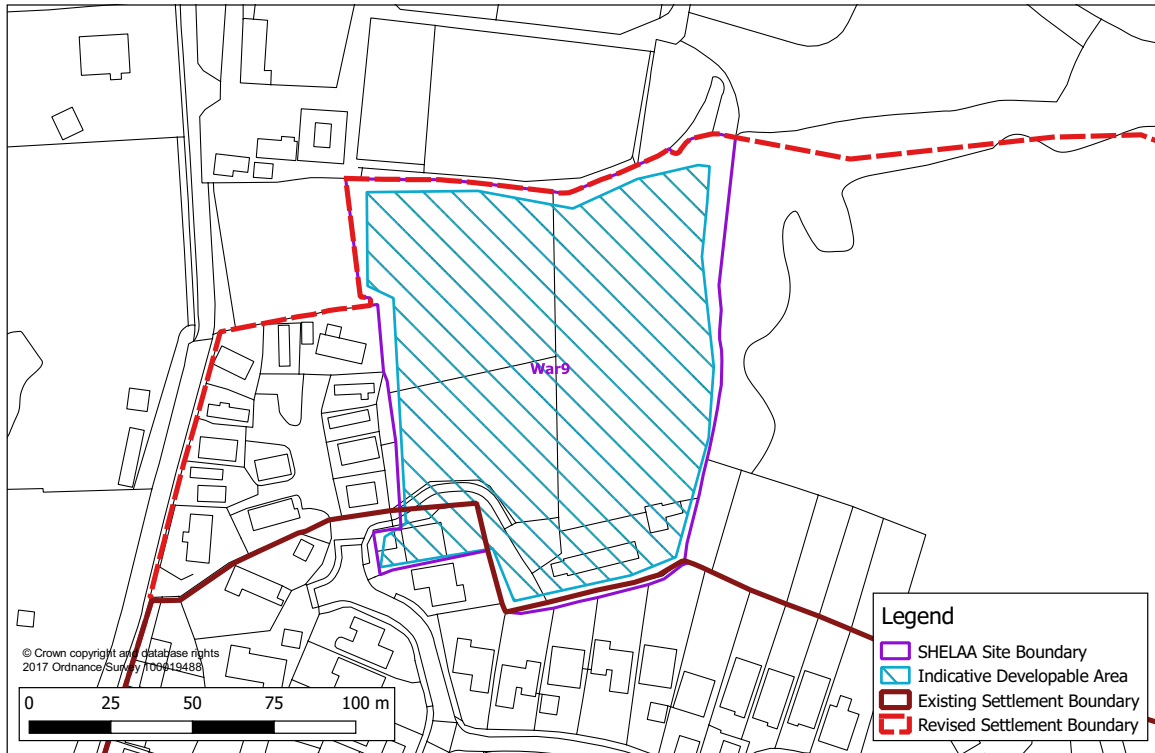 War9
© Crown copyright and database rights
2017 Ordnance Survey 100019488
0 25 50 75 100 m
Legend
SHELAA Site Boundary
Indicative Developable Area
Existing Settlement Boundary
Revised Settlement Boundary